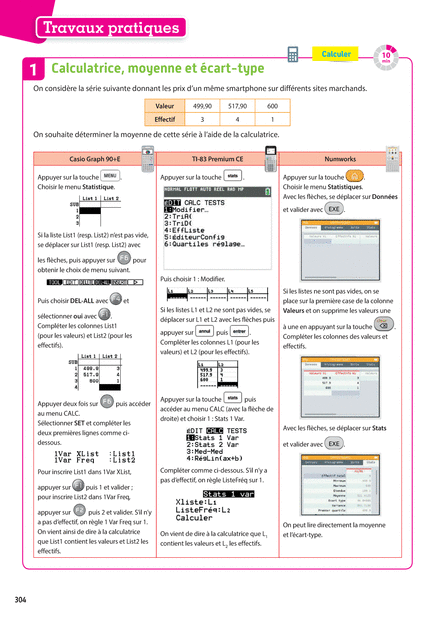 Travaux pratiques
Calculer
10
min
1 Calculatrice, moyenne et écart-type
On considère la série suivante donnant les prix d'un même smartphone sur différents sites marchands.
Valeur 499,90 517,90 600
Effectif 3 4 1
On souhaite déterminer la moyenne de cette série à l'aide de la calculatrice.
Casio Graph 90+E
Appuyer sur la touche MENU.
Choisir le menu Statistique.
List 1 List 2
SUB
1
2
3
Si la liste List1 (resp. List2) n'est pas vide,
se déplacer sur List1 (resp. List2) avec
les flèches, puis appuyer sur F6 pour
obtenir le choix de menu suivant.
Puis choisir DEL-ALL avec et
sélectionner oui avec
Compléter les colonnes List1
(pour les valeurs) et List2 (pour les
effectifs).
List 1 List 2
SUB
1 499.9 3
2 517.9 4
3 600 1
4
Appuyer deux fois sur F6 puis accéder
au menu CALC.
Sélectionner SET et compléter les
deux premières lignes comme ci-
dessous.
1Var XList :List1
1Var Freq :List2
Pour inscrire List1 dans 1Var XList,
appuyer sur puis 1 et valider ;
pour inscrire List2 dans 1Var Freq,
appuyer sur puis 2 et valider. S'il n'y
a pas d'effectif, on règle 1Var Freq sur 1.
On vient ainsi de dire à la calculatrice
que List1 contient les valeurs et List2 les
effectifs.
TI-83 Premium CE
Appuyer sur la touche stats.
NORMAL FLOTT AUTO RÉEL RAD MF
EDIT CALC TESTS
1:Modifier…
2:TriR(
3:TriD(
4:EffListe
5:éditeurConfig
6:Quartiles réglage…
Puis choisir 1 : Modifier.
L1 L2 L3 L4 L5
Si les listes L1 et L2 ne sont pas vides, se
déplacer sur L1 et L2 avec les flèches puis
appuyer sur annul puis entrer.
Compléter les colonnes L1 (pour les
valeurs) et L2 (pour les effectifs).
L1 L2
499.9 3
517.9 4
600 1
Appuyer sur la touche stats puis
accéder au menu CALC (avec la flèche de
droite) et choisir 1 : Stats 1 Var.
EDIT CALC TESTS
1:Stats 1 Var
2:Stats 2 Var
3:Med-Med
4:RégLin(ax+b)
Compléter comme ci-dessous. S'il n'y a
pas d'effectif, on règle ListeFréq sur 1.
Stats 1 var
Xliste:L1
ListeFréq:L2
Calculer
On vient de dire à la calculatrice que L1
contient les valeurs et L2 les effectifs.
Numworks
Appuyer sur la touche
Choisir le menu Statistiques.
Avec les flèches, se déplacer sur Données
et valider avec EXE.
Si les listes ne sont pas vides, on se
place sur la première case de la colonne
Valeurs et on supprime les valeurs une
à une en appuyant sur la touche
Compléter les colonnes des valeurs et
effectifs.
Avec les flèches, se déplacer sur Stats
et valider avec EXE.
On peut lire directement la moyenne
et l'écart-type.
304